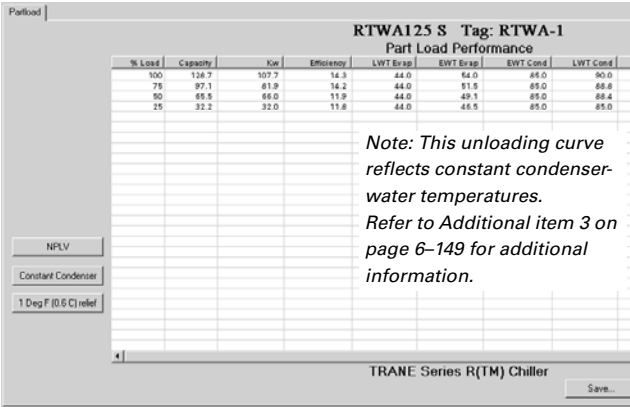 Partload
RTWA125 S Tag: RTWA-1
Part Load Performance
% Load Capacity Kw Efficiency LWT Evap EWT Evap EWT Cond LWT Cond
100 126.7 107.7 14.3 44.0 54.0 85.0 90.0
75 97.1 81.9 14.2 44.0 51.5 85.0 88.8
50 65.5 66.0 11.9 44.0 49.1 85.0 88.4
25 32.2 32.0 11.8 44.0 46.5 85.0 85.0
Note: This unloading curve
reflects constant condenser-
water temperatures.
Refer to Additional item 3 on
page 6–149 for additional
information.
NPLV
Constant Condenser
1 Deg F (0.6 C) relief
TRANE Series R(TM) Chiller
Save...